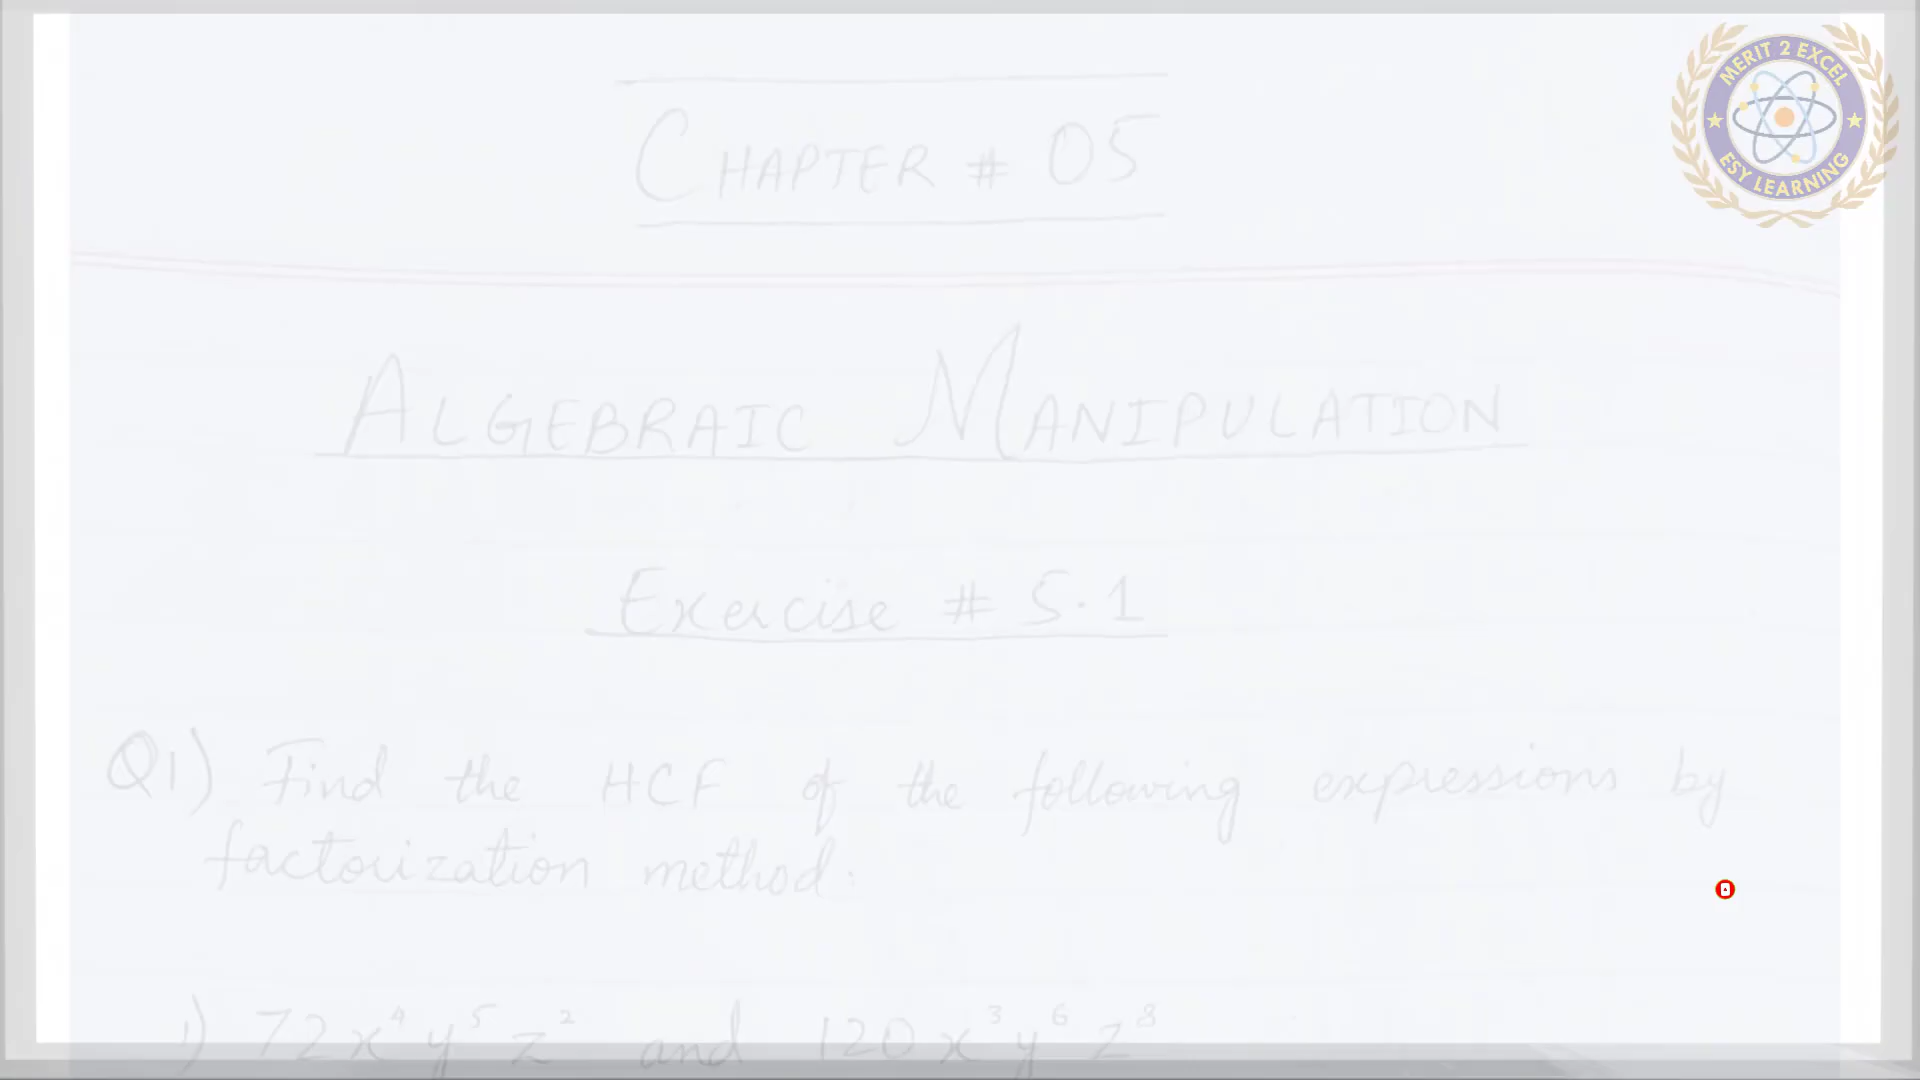 MERIT 2 EXCEL
ESY LEARNING
CHAPTER # 05
ALGEBRAIC MANIPULATION
Exercise # 5.1
Q1) Find the HCF of the following expressions by
factorization method.
1) 72x⁴y⁵z² and 120x³y⁶z⁸